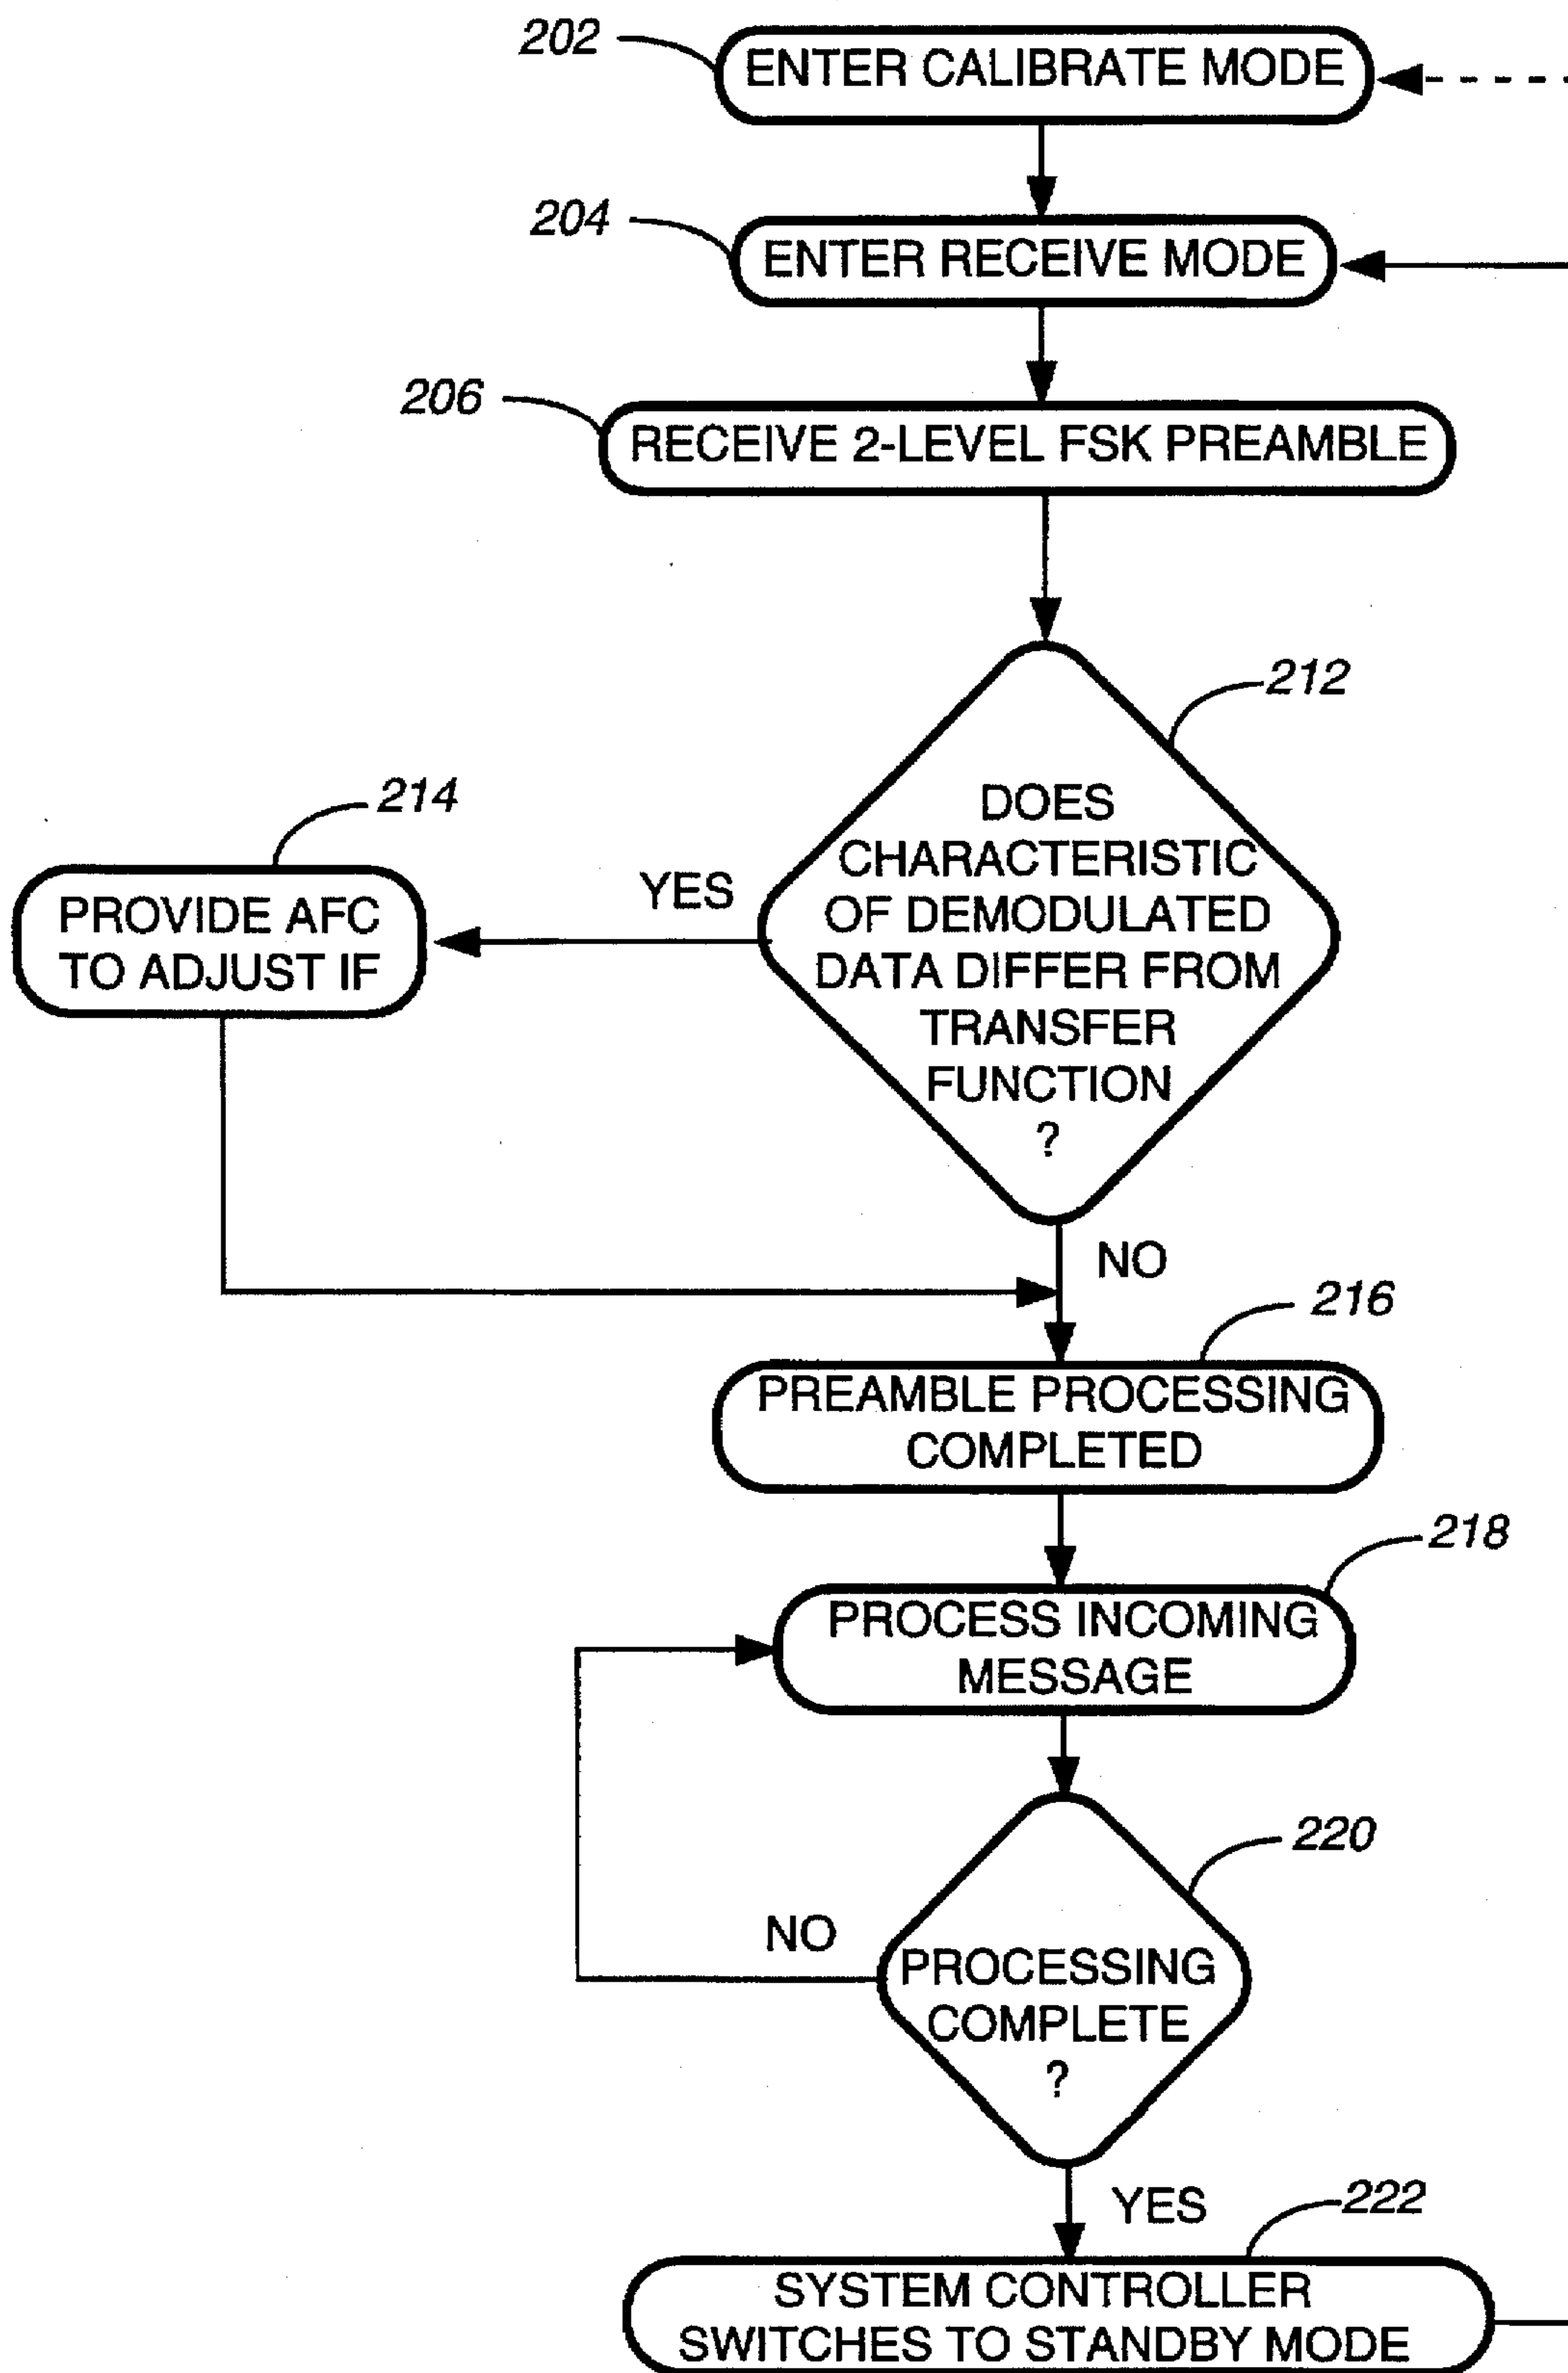 202
ENTER CALIBRATE MODE
204
ENTER RECEIVE MODE
206
RECEIVE 2-LEVEL FSK PREAMBLE
212
DOES
CHARACTERISTIC
OF DEMODULATED
DATA DIFFER FROM
TRANSFER
FUNCTION
?
YES
214
PROVIDE AFC
TO ADJUST IF
NO
216
PREAMBLE PROCESSING
COMPLETED
218
PROCESS INCOMING
MESSAGE
220
NO
PROCESSING
COMPLETE
?
YES
222
SYSTEM CONTROLLER
SWITCHES TO STANDBY MODE